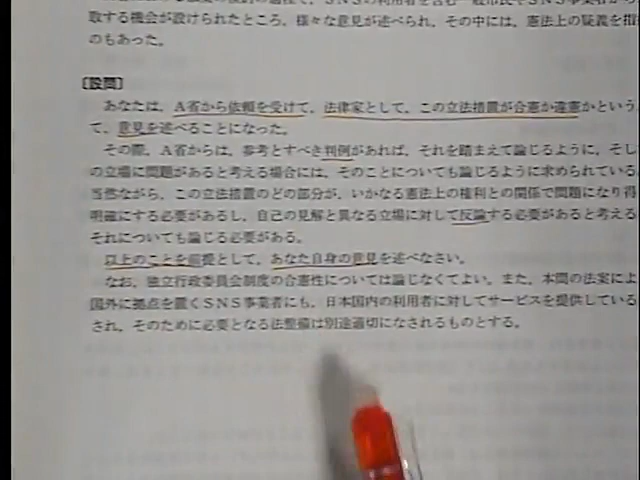 取する機会が設けられたところ、様々な意見が述べられ、その中には、憲法上の疑義を指
のもあった。
〔設問〕
あなたは、A省から依頼を受けて、法律家として、この立法措置が合憲か違憲かという
て、意見を述べることになった。
その際、A省からは、参考とすべき判例があれば、それを踏まえて論じるように、そし
の立場に問題があると考える場合には、そのことについても論じるように求められている
当然ながら、この立法措置のどの部分が、いかなる憲法上の権利との関係で問題になり得
明確にする必要があるし、自己の見解と異なる立場に対して反論する必要があると考える
それについても論じる必要がある。
以上のことを前提として、あなた自身の意見を述べなさい。
なお、独立行政委員会制度の合憲性については論じなくてよい。また、本問の法案によ
国外に拠点を置くSNS事業者にも、日本国内の利用者に対してサービスを提供している
され、そのために必要となる法整備は別途適切になされるものとする。